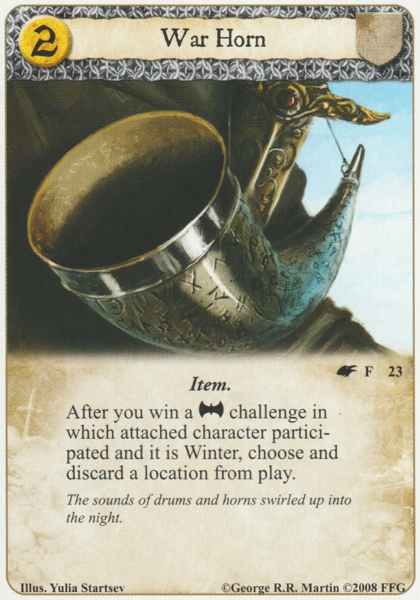 2
War Horn
F 23
Item.
After you win a challenge in
which attached character partici-
pated and it is Winter, choose and
discard a location from play.
The sounds of drums and horns swirled up into
the night.
Illus. Yulia Startsev ©George R.R. Martin ©2008 FFG